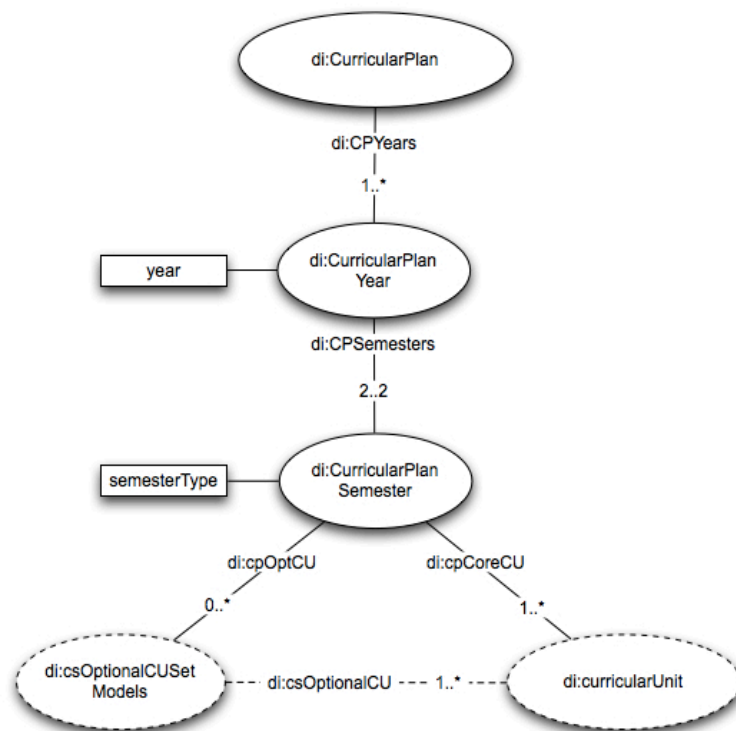 di:CurricularPlan
di:CPYears
1..*
year
di:CurricularPlan
Year
di:CPSemesters
2..2
semesterType
di:CurricularPlan
Semester
di:cpOptCU
di:cpCoreCU
0..*
1..*
di:csOptionalCUSet
Models
di:csOptionalCU
1..*
di:curricularUnit